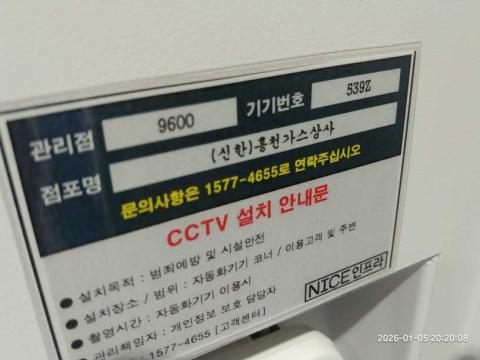 관리점 9600 기기번호 539Z
점포명 (신한)홍천가스상사
문의사항은 1577-4655로 연락주십시오
CCTV 설치 안내문
● 설치목적 : 범죄예방 및 시설안전
● 설치장소 / 범위 : 자동화기기 코너 / 이용고객 및 주변
● 촬영시간 : 자동화기기 이용시
● 관리책임자 : 개인정보 보호 담당자
1577-4655 [고객센터]
NICE인프라
2026-01-05 20:20:08